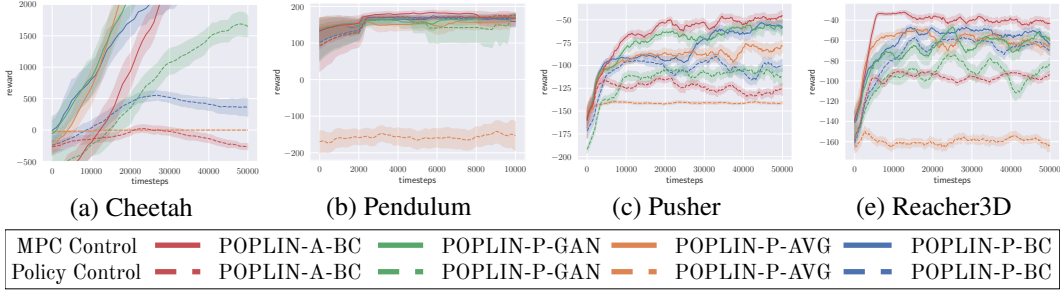 2000
1500
1000
500
0
−500
reward
0 10000 20000 30000 40000 50000
timesteps
(a) Cheetah
200
100
0
−100
−200
reward
0 2000 4000 6000 8000 10000
timesteps
(b) Pendulum
−50
−75
−100
−125
−150
−175
−200
reward
0 10000 20000 30000 40000 50000
timesteps
(c) Pusher
−40
−60
−80
−100
−120
−140
−160
reward
0 10000 20000 30000 40000 50000
timesteps
(e) Reacher3D
MPC Control POPLIN-A-BC POPLIN-P-GAN POPLIN-P-AVG POPLIN-P-BC
Policy Control POPLIN-A-BC POPLIN-P-GAN POPLIN-P-AVG POPLIN-P-BC